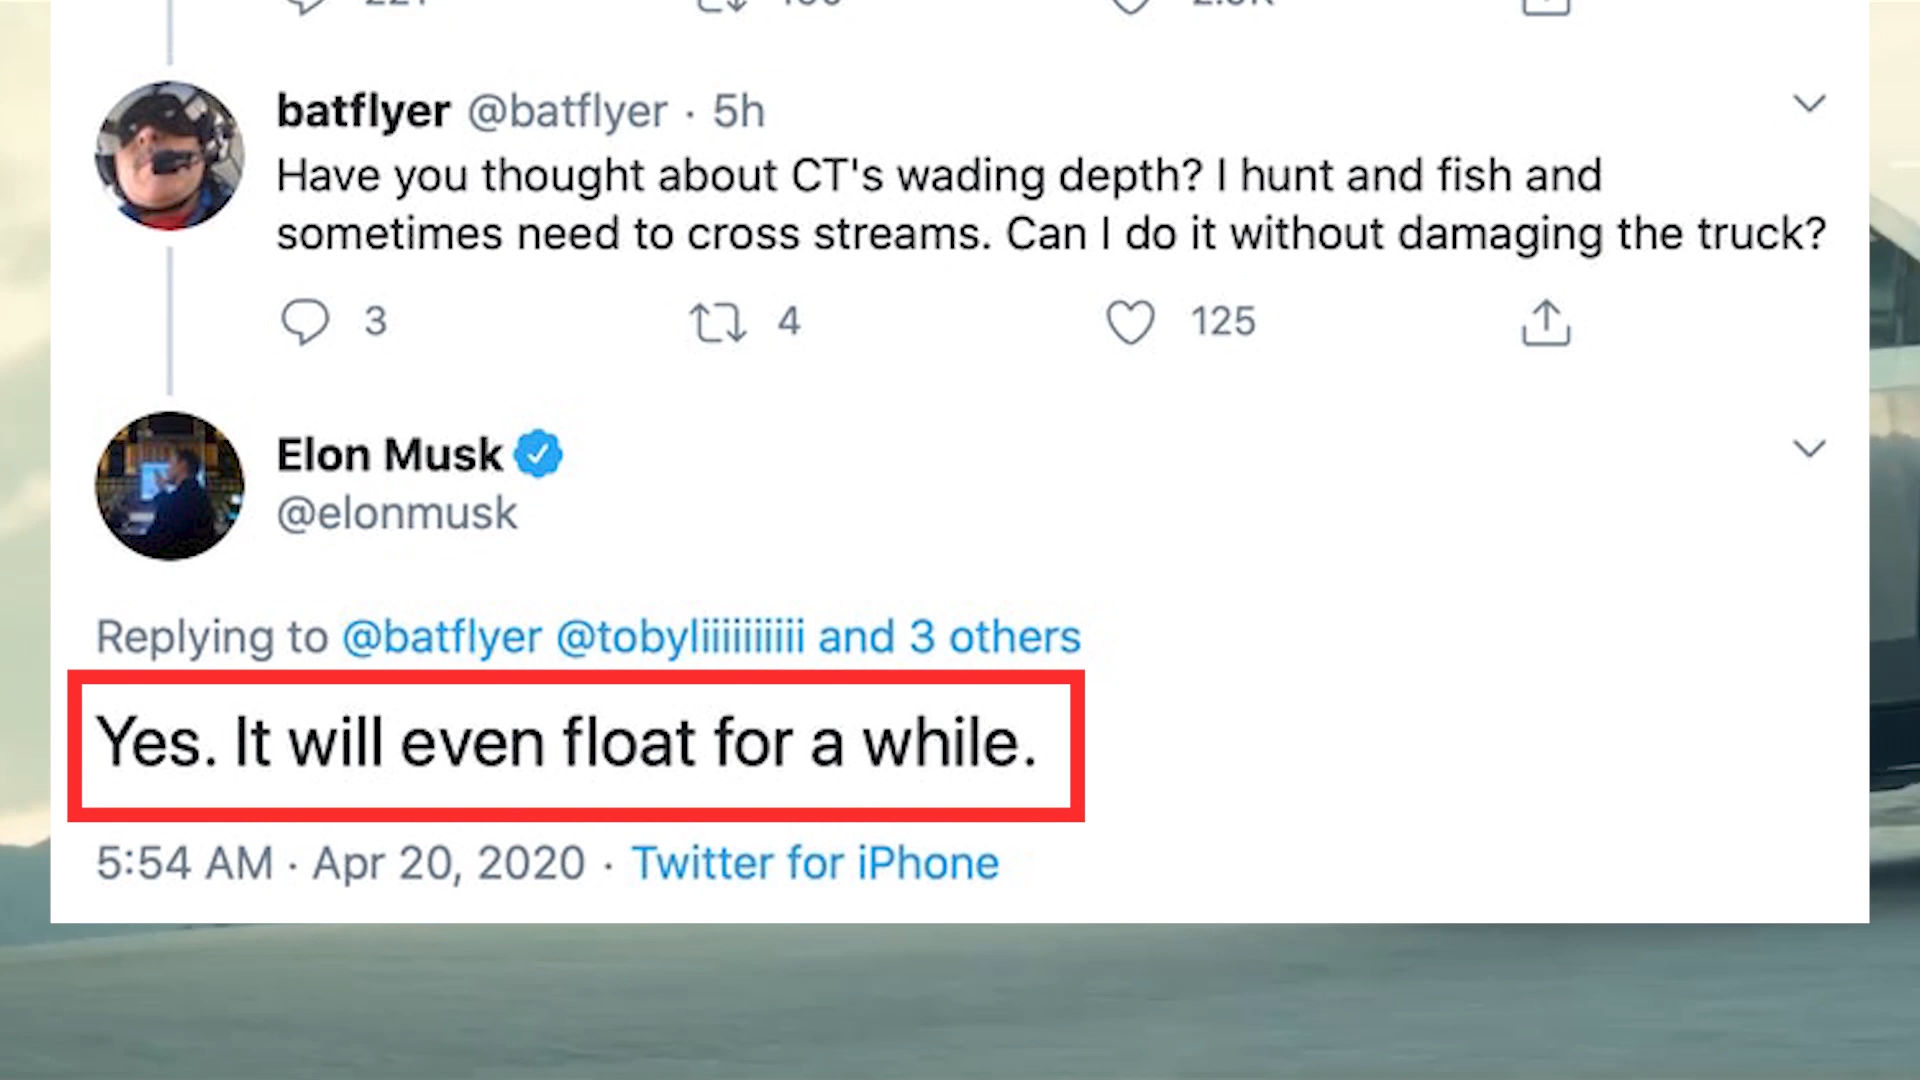 batflyer @batflyer · 5h
Have you thought about CT's wading depth? I hunt and fish and
sometimes need to cross streams. Can I do it without damaging the truck?
3 4 125
Elon Musk
@elonmusk
Replying to @batflyer @tobyliiiiiiiiiii and 3 others
Yes. It will even float for a while.
5:54 AM · Apr 20, 2020 · Twitter for iPhone